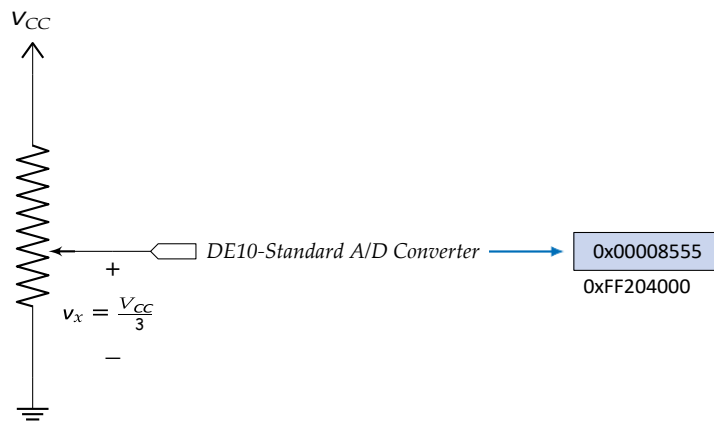 V_CC
DE10-Standard A/D Converter
0x00008555
0xFF204000
+
v_x = V_CC/3
−